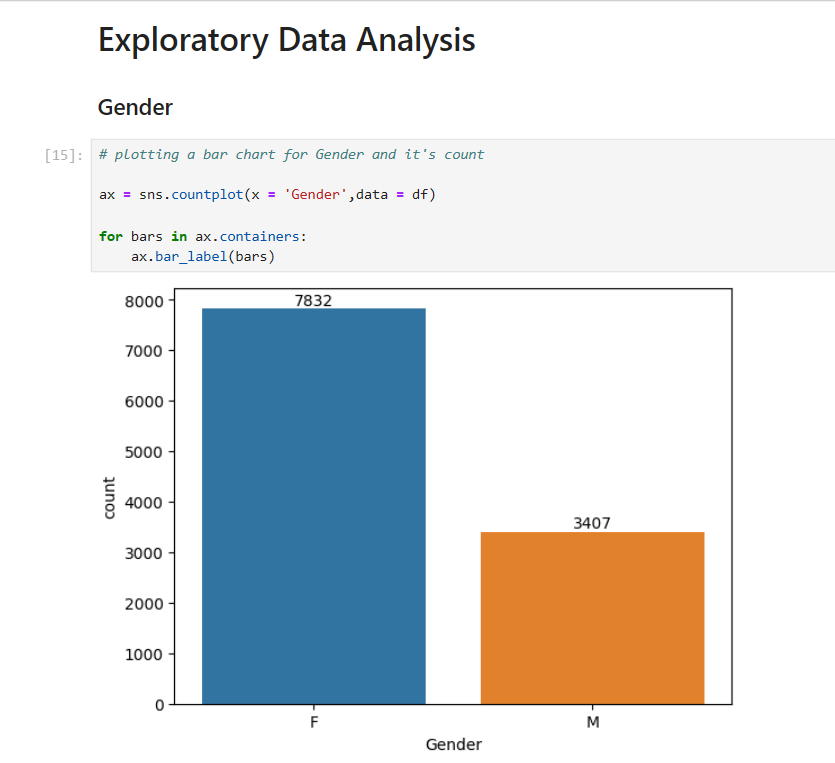 Exploratory Data Analysis
Gender
[15]:
# plotting a bar chart for Gender and it's count
ax = sns.countplot(x = 'Gender',data = df)
for bars in ax.containers:
    ax.bar_label(bars)
8000
7000
6000
5000
4000
3000
2000
1000
0
count
7832
3407
F
M
Gender